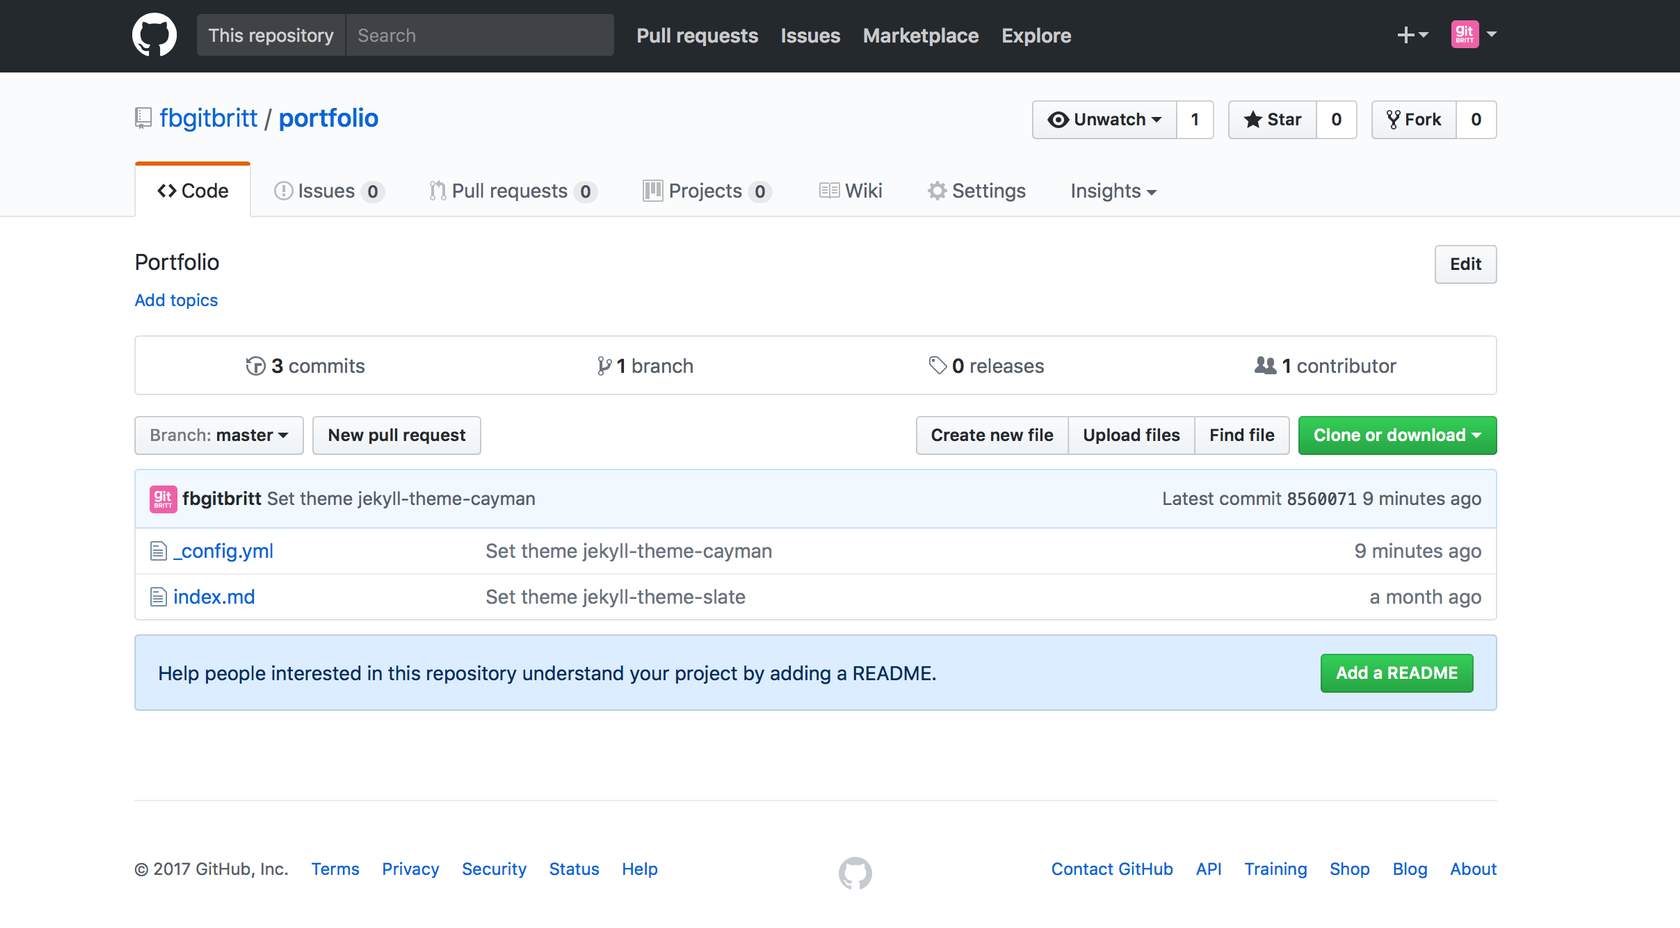 This repository Search Pull requests Issues Marketplace Explore git BRITT
fbgitbritt / portfolio Unwatch 1 Star 0 Fork 0
Code Issues 0 Pull requests 0 Projects 0 Wiki Settings Insights
Portfolio Edit
Add topics
3 commits 1 branch 0 releases 1 contributor
Branch: master New pull request Create new file Upload files Find file Clone or download
git BRITT fbgitbritt Set theme jekyll-theme-cayman Latest commit 8560071 9 minutes ago
_config.yml Set theme jekyll-theme-cayman 9 minutes ago
index.md Set theme jekyll-theme-slate a month ago
Help people interested in this repository understand your project by adding a README. Add a README
© 2017 GitHub, Inc. Terms Privacy Security Status Help Contact GitHub API Training Shop Blog About